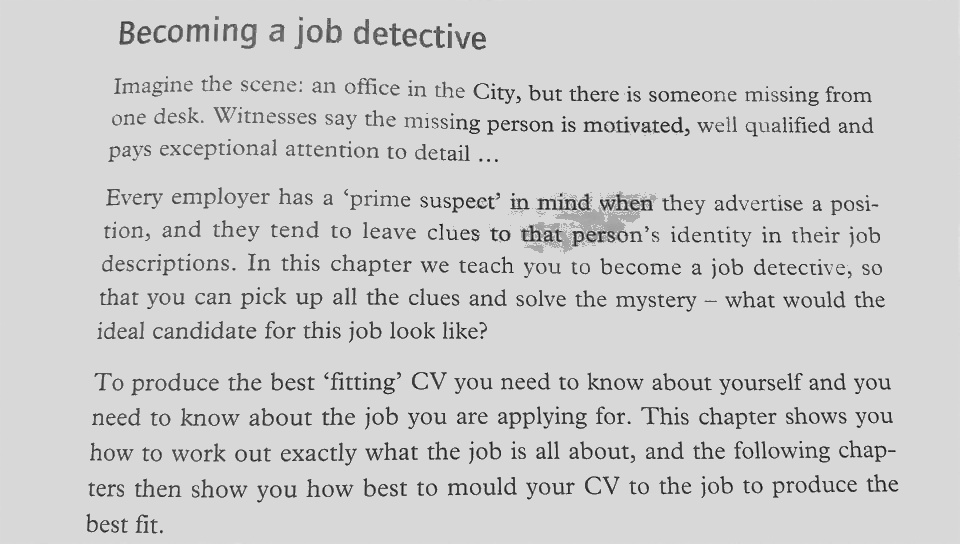 Becoming a job detective
Imagine the scene: an office in the City, but there is someone missing from
one desk. Witnesses say the missing person is motivated, well qualified and
pays exceptional attention to detail ...
Every employer has a ‘prime suspect’ in mind when they advertise a posi-
tion, and they tend to leave clues to that person’s identity in their job
descriptions. In this chapter we teach you to become a job detective, so
that you can pick up all the clues and solve the mystery – what would the
ideal candidate for this job look like?
To produce the best ‘fitting’ CV you need to know about yourself and you
need to know about the job you are applying for. This chapter shows you
how to work out exactly what the job is all about, and the following chap-
ters then show you how best to mould your CV to the job to produce the
best fit.